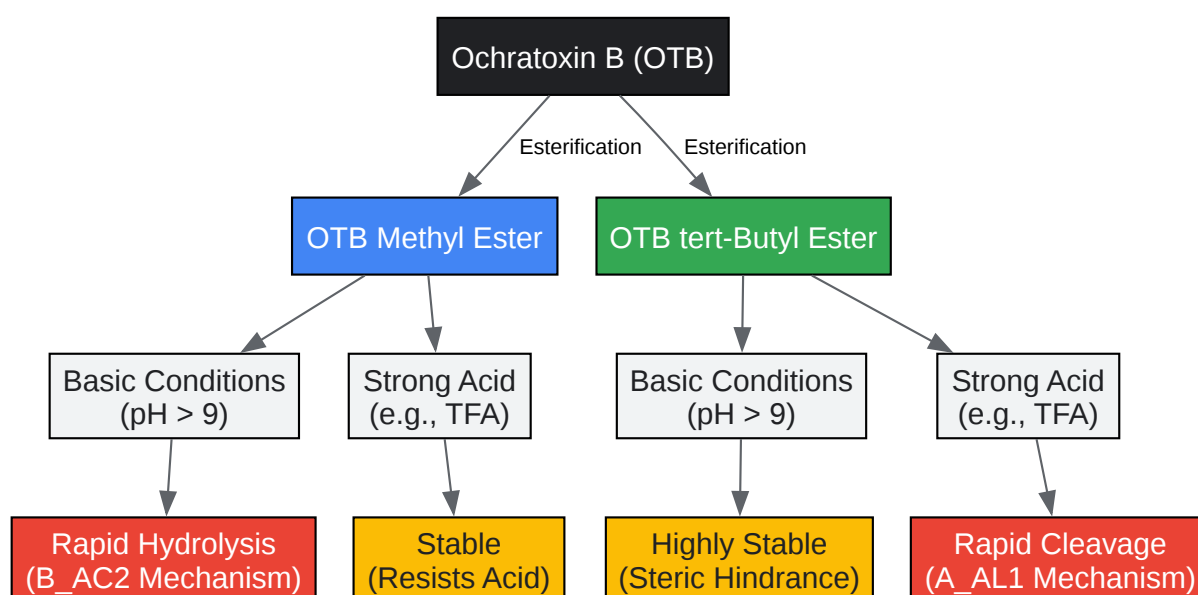 Ochratoxin B (OTB)
Esterification
Esterification
OTB Methyl Ester
OTB tert-Butyl Ester
Basic Conditions
(pH > 9)
Strong Acid
(e.g., TFA)
Basic Conditions
(pH > 9)
Strong Acid
(e.g., TFA)
Rapid Hydrolysis
(B_AC2 Mechanism)
Stable
(Resists Acid)
Highly Stable
(Steric Hindrance)
Rapid Cleavage
(A_AL1 Mechanism)